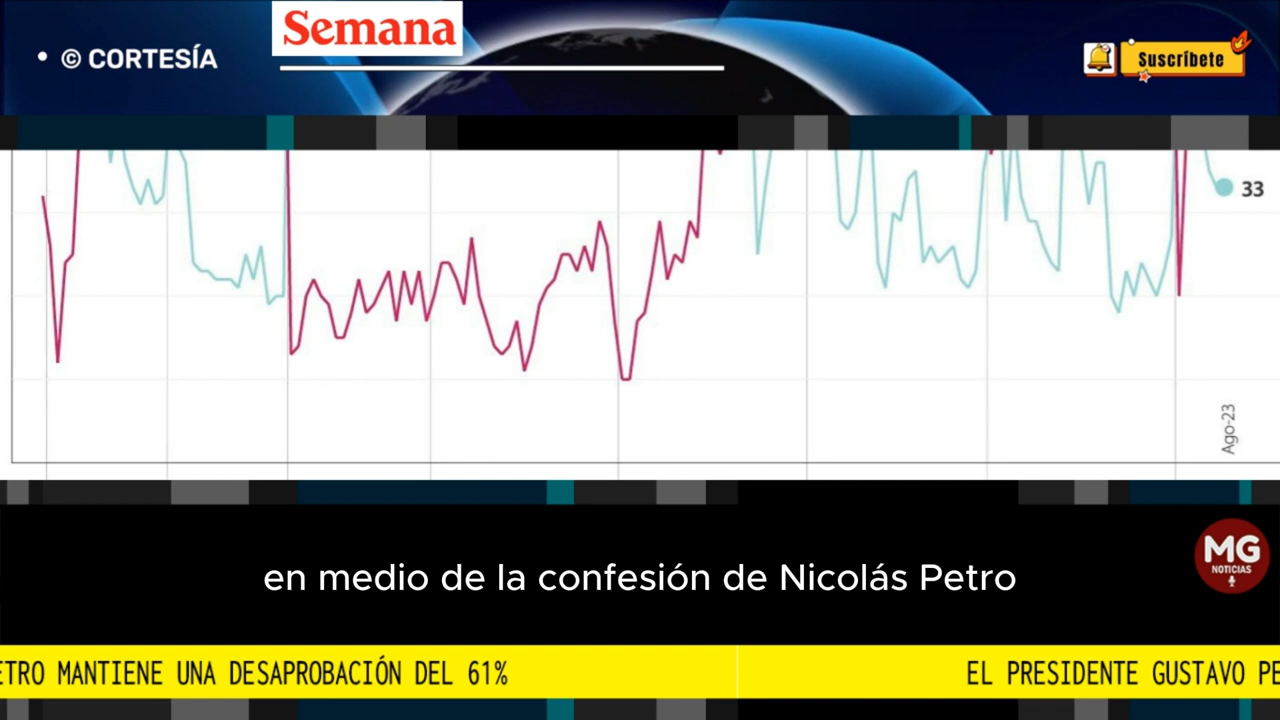 Semana
• © CORTESÍA
Suscríbete
33
Ago-23
en medio de la confesión de Nicolás Petro
MG
NOTICIAS
ETRO MANTIENE UNA DESAPROBACIÓN DEL 61%
EL PRESIDENTE GUSTAVO PE